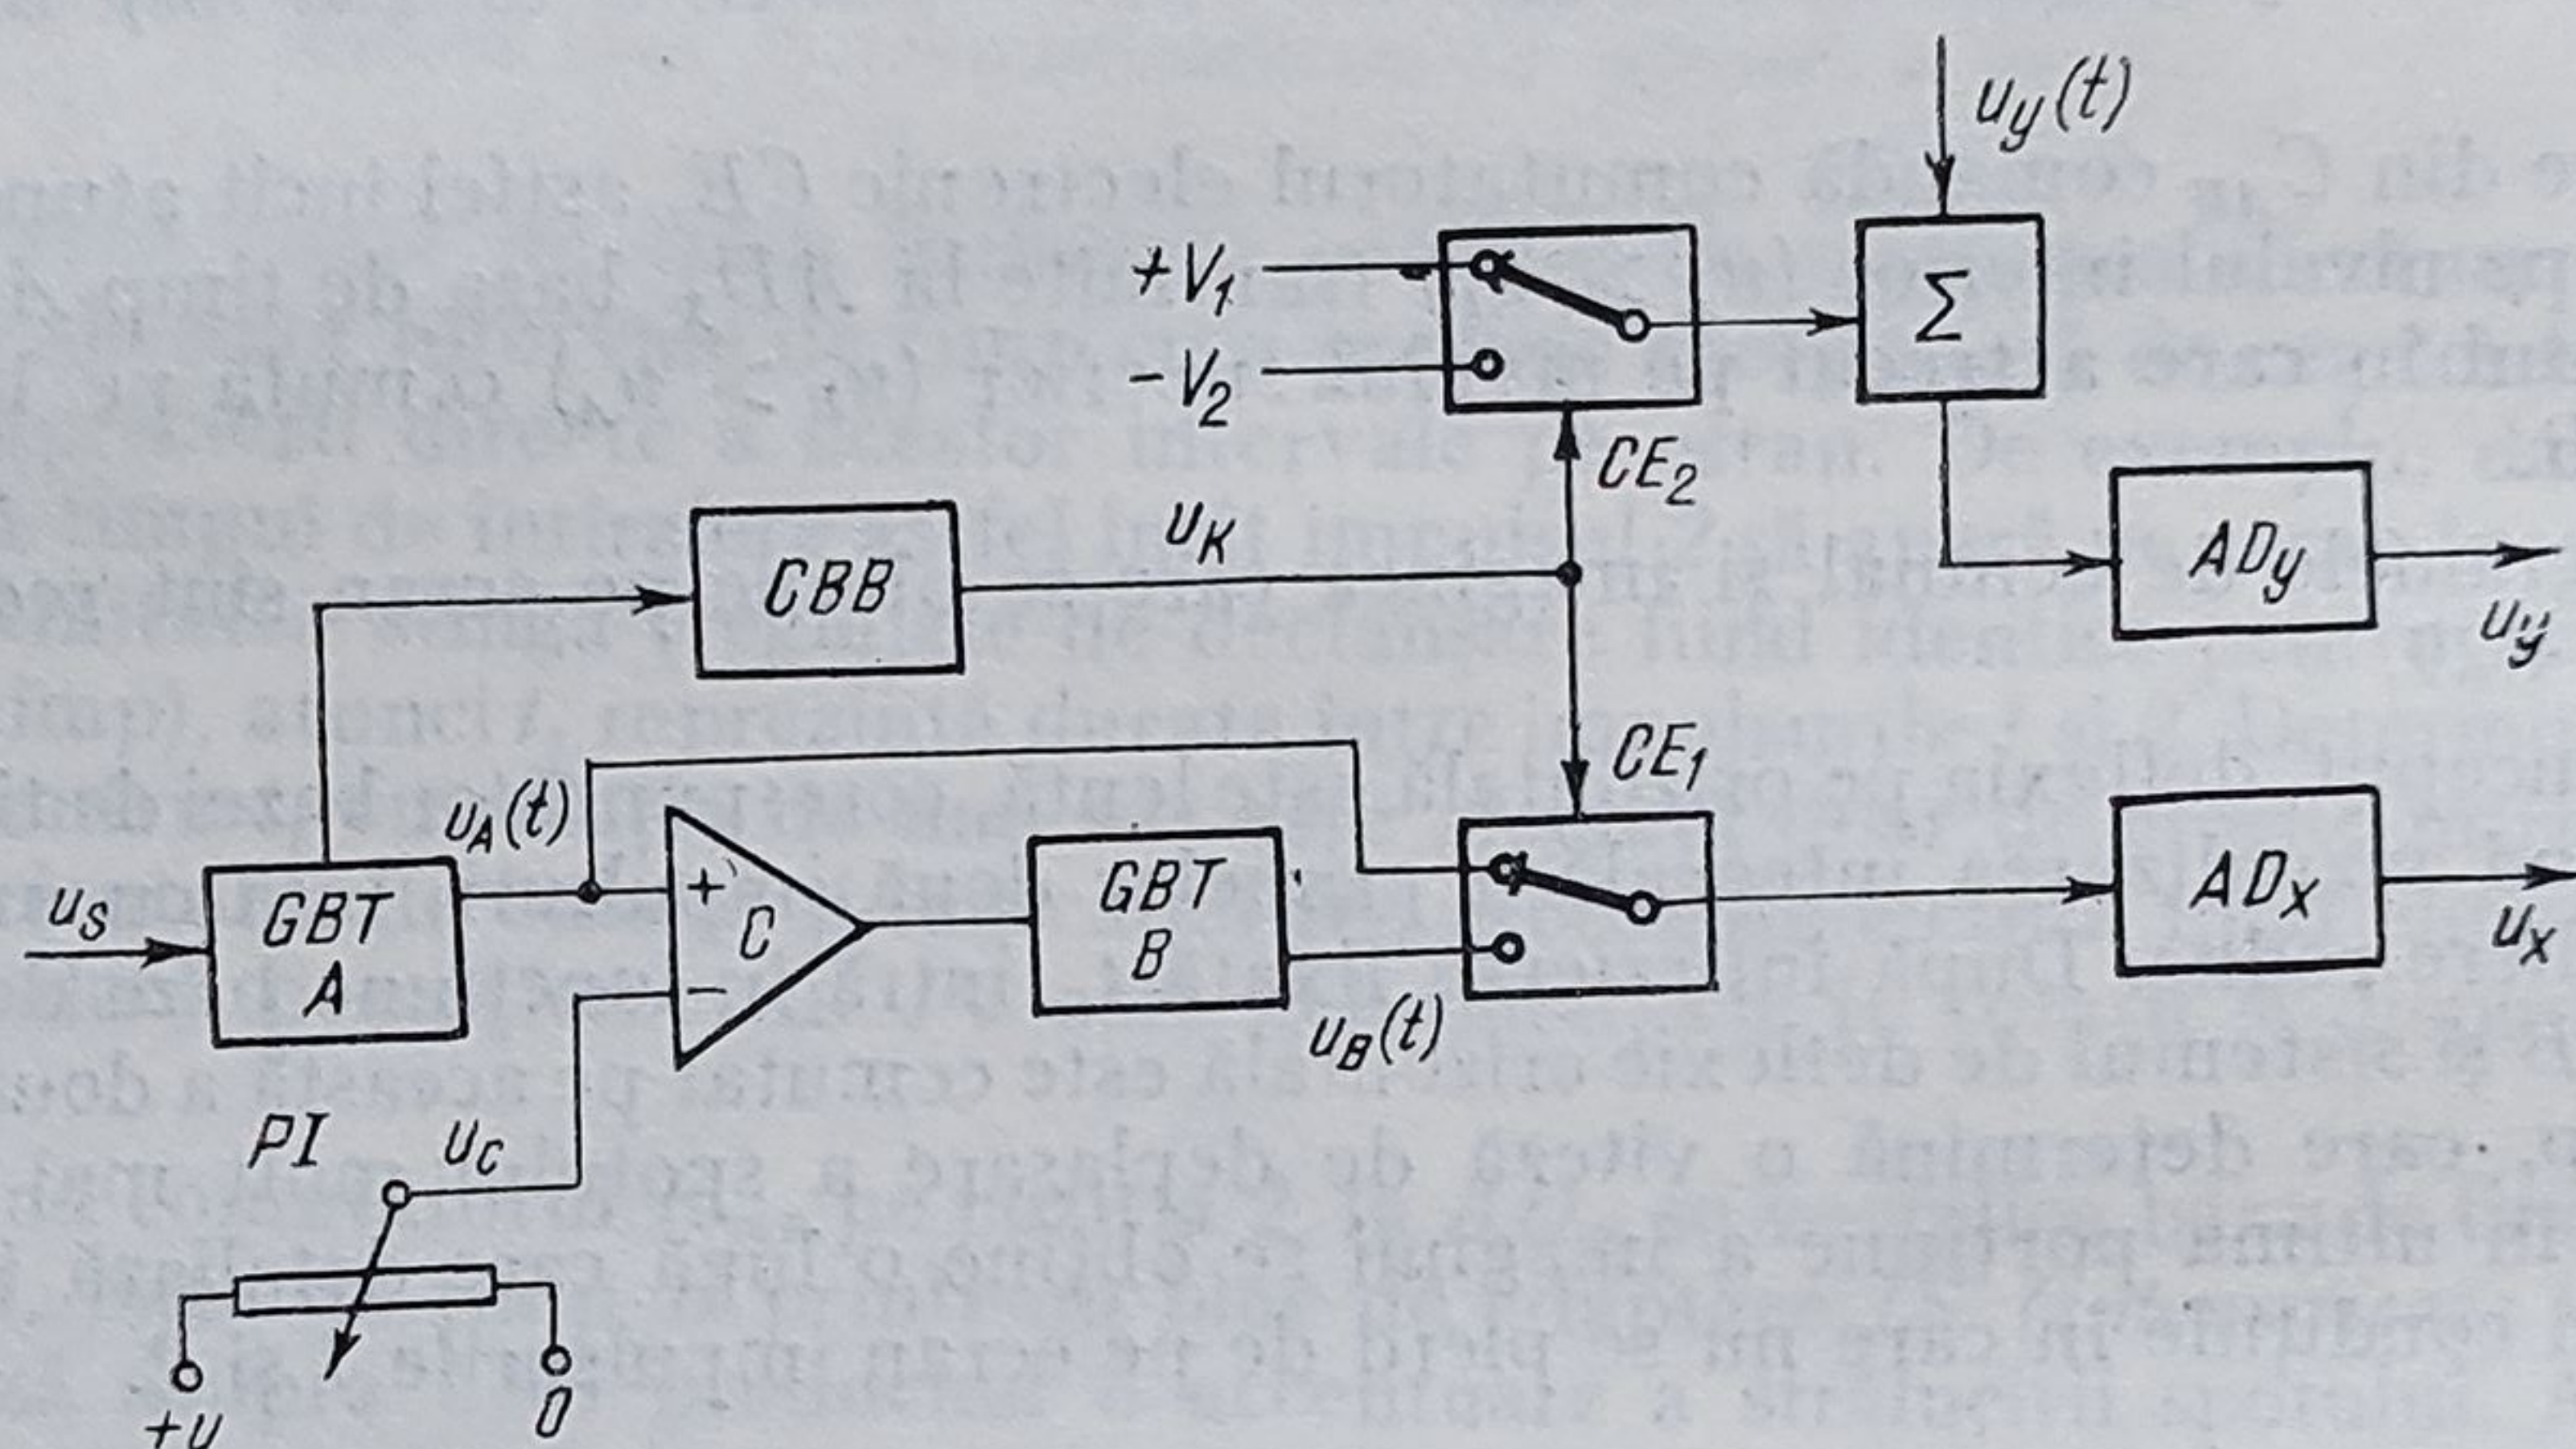 u_y(t)
+V₁
-V₂
Σ
CE₂
u_K
CBB
AD_y
u_y
CE₁
u_A(t)
u_S
GBT
A
+
C
-
GBT
B
u_B(t)
AD_X
u_X
PI
u_C
+U
0